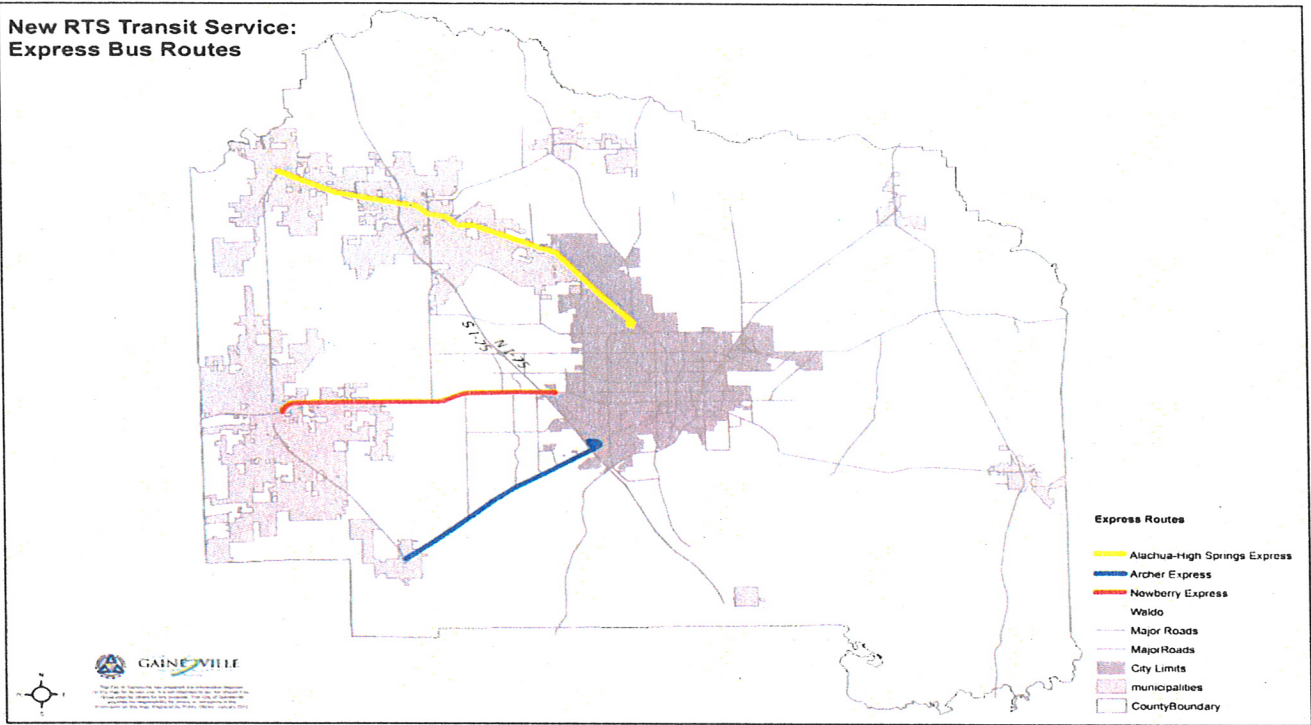 New RTS Transit Service:
Express Bus Routes
S I-75
N I-75
Express Routes
Alachua-High Springs Express
Archer Express
Newberry Express
Waldo
Major Roads
MajorRoads
City Limits
municipalities
CountyBoundary
GAINESVILLE
N
S